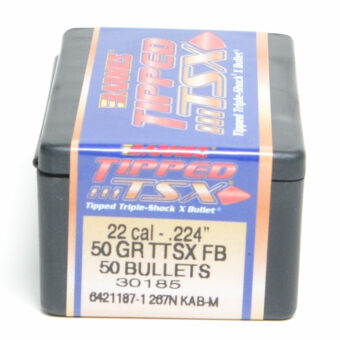 BARNES
TIPPED
TSX
Tipped Triple-Shock X Bullet®
BARNES
TIPPED
TSX
Tipped Triple-Shock X Bullet®
22 cal - .224"
50 GR TTSX FB
50 BULLETS
30185
6421187-1 267N KAB-M